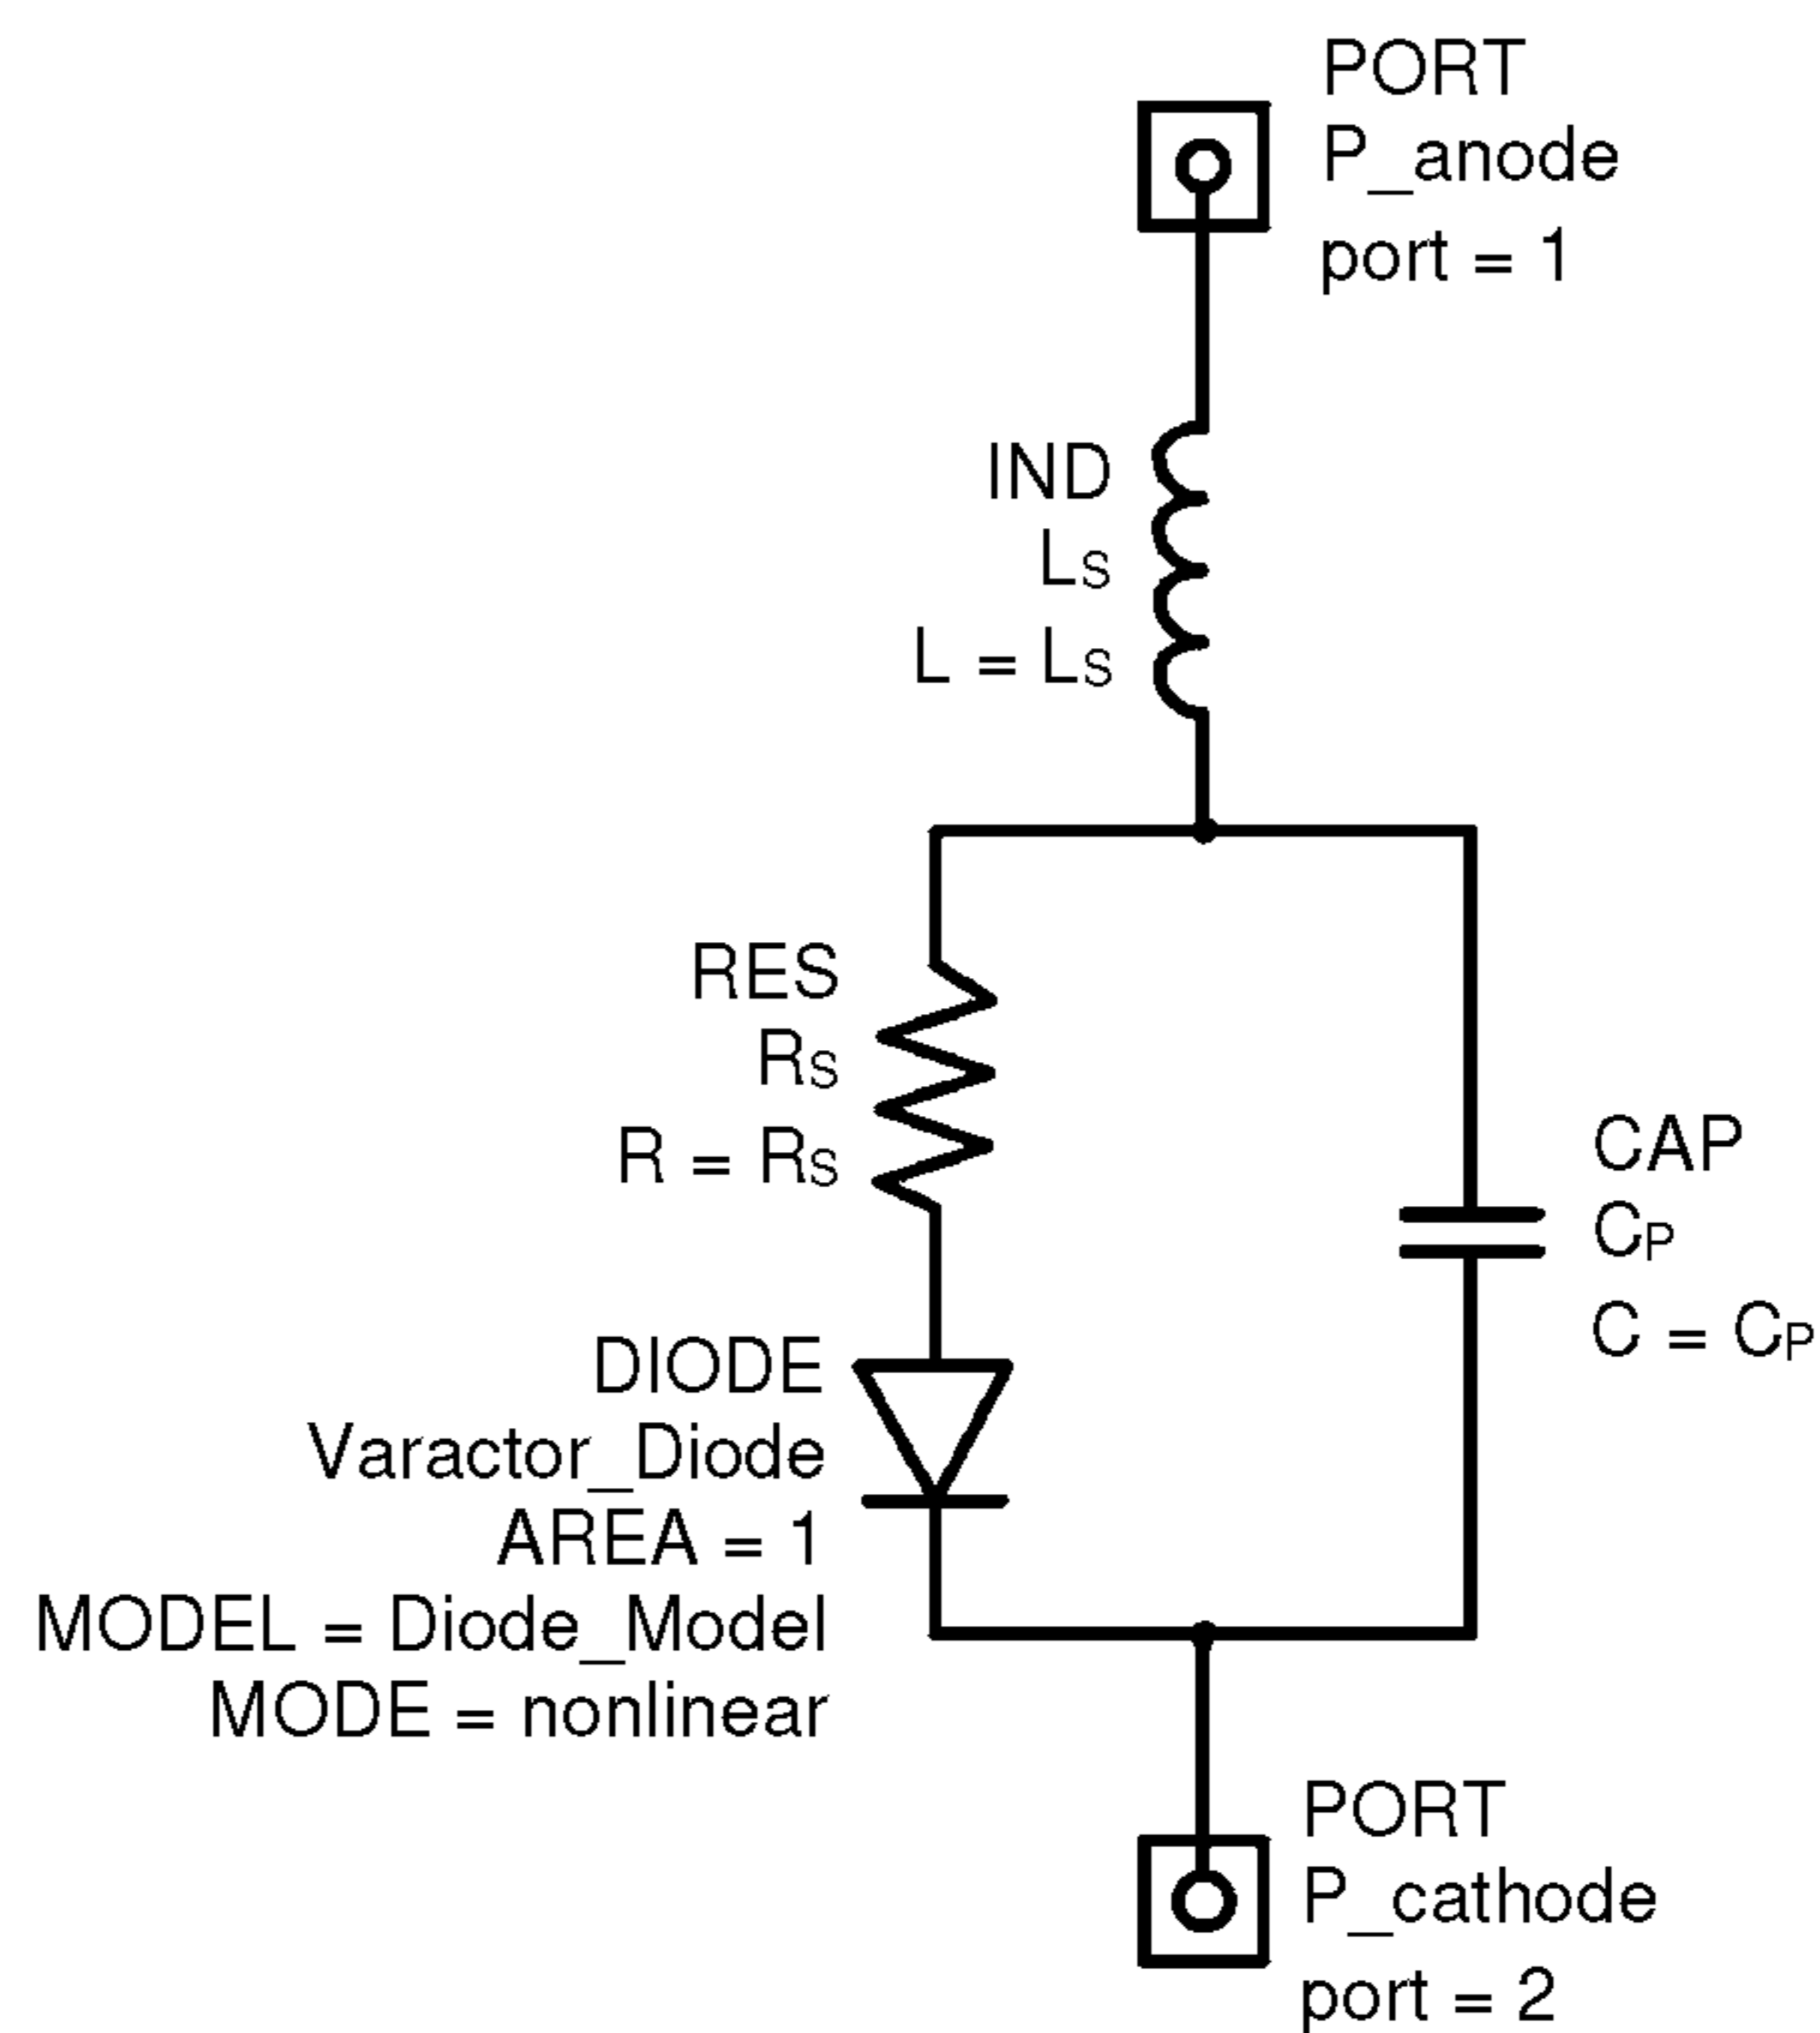 PORT
P_anode
port = 1
IND
LS
L = LS
RES
RS
R = RS
CAP
CP
C = CP
DIODE
Varactor_Diode
AREA = 1
MODEL = Diode_Model
MODE = nonlinear
PORT
P_cathode
port = 2